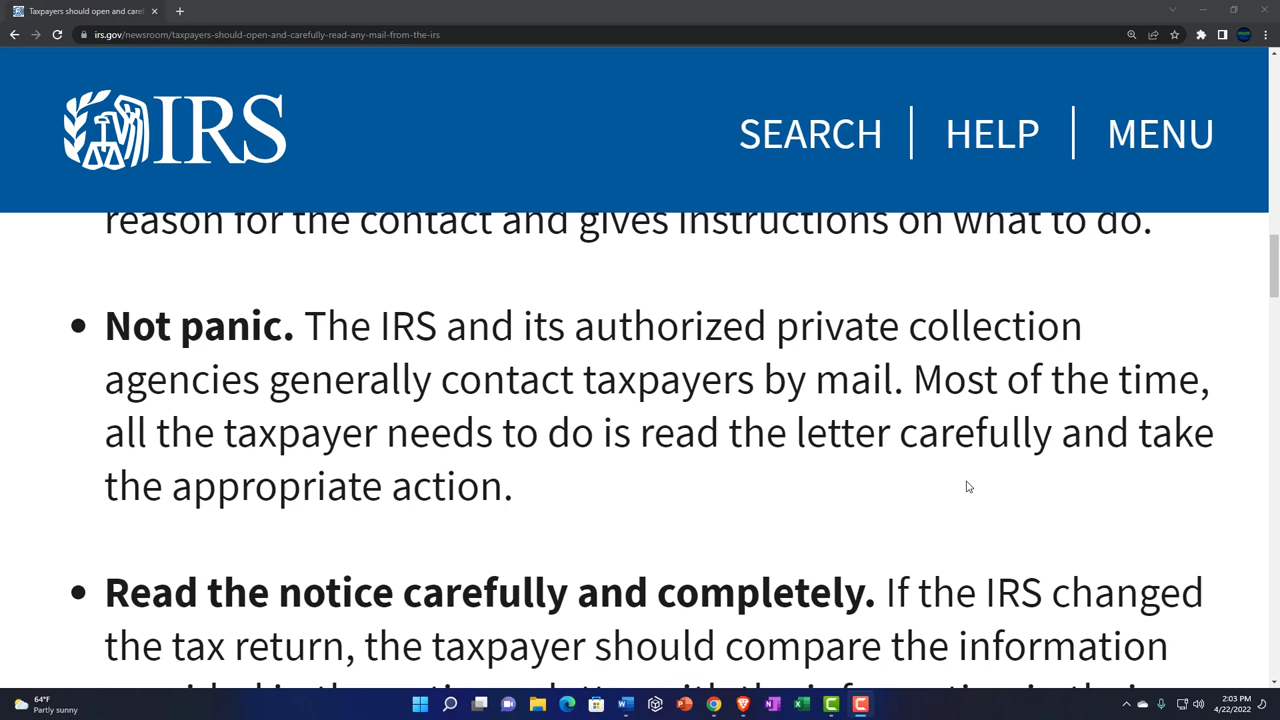 Taxpayers should open and caref
irs.gov/newsroom/taxpayers-should-open-and-carefully-read-any-mail-from-the-irs
IRS
SEARCH | HELP | MENU
reason for the contact and gives instructions on what to do.
• Not panic. The IRS and its authorized private collection
agencies generally contact taxpayers by mail. Most of the time,
all the taxpayer needs to do is read the letter carefully and take
the appropriate action.
• Read the notice carefully and completely. If the IRS changed
the tax return, the taxpayer should compare the information
64°F
Partly sunny
2:03 PM
4/22/2022